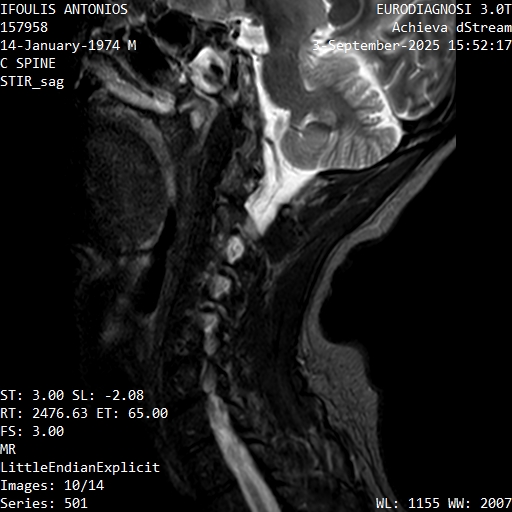 IFOULIS ANTONIOS
157958
14-January-1974 M
C SPINE
STIR_sag
EURODIAGNOSI 3.0T
Achieva dStream
3-September-2025 15:52:17
ST: 3.00 SL: -2.08
RT: 2476.63 ET: 65.00
FS: 3.00
MR
LittleEndianExplicit
Images: 10/14
Series: 501
WL: 1155 WW: 2007